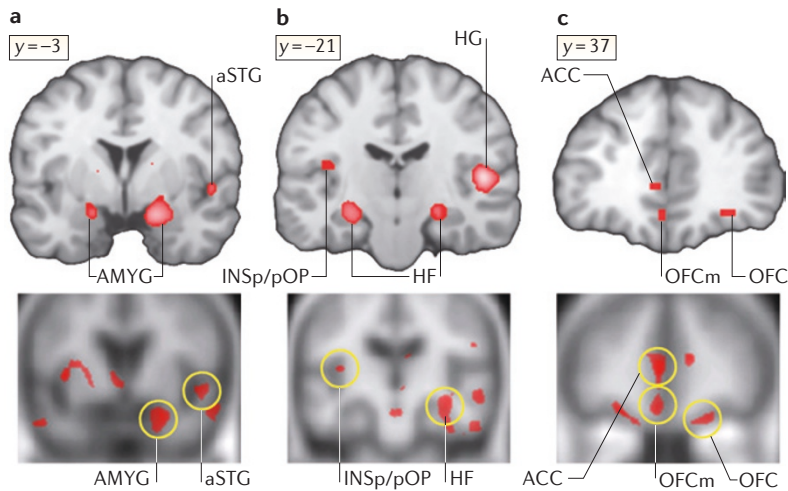 a
b
c
y = –3
y = –21
HG
y = 37
aSTG
ACC
AMYG
INSp/pOP
HF
OFCm
OFC
AMYG
aSTG
INSp/pOP
HF
ACC
OFCm
OFC